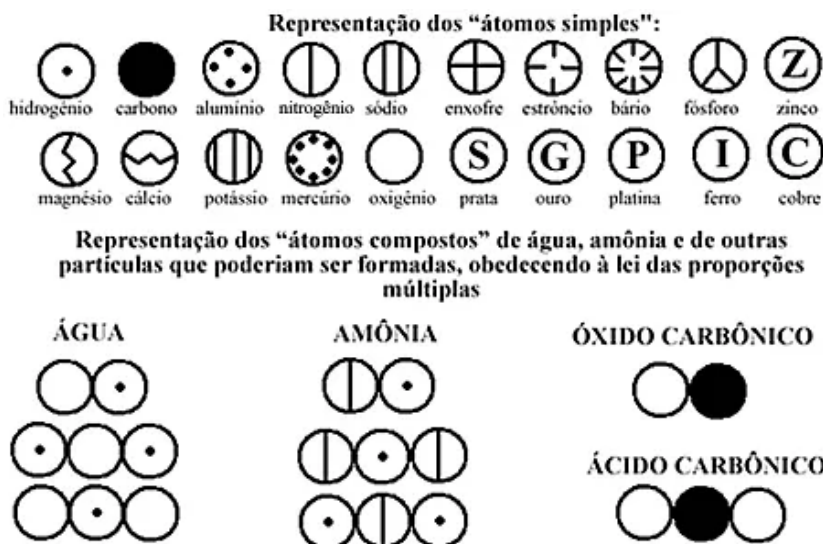 Representação dos “átomos simples":
hidrogênio carbono alumínio nitrogênio sódio enxofre estrôncio bário fósforo zinco
Z
S G P I C
magnésio cálcio potássio mercúrio oxigênio prata ouro platina ferro cobre
Representação dos “átomos compostos” de água, amônia e de outras
partículas que poderiam ser formadas, obedecendo à lei das proporções
múltiplas
ÁGUA AMÔNIA ÓXIDO CARBÔNICO
ÁCIDO CARBÔNICO